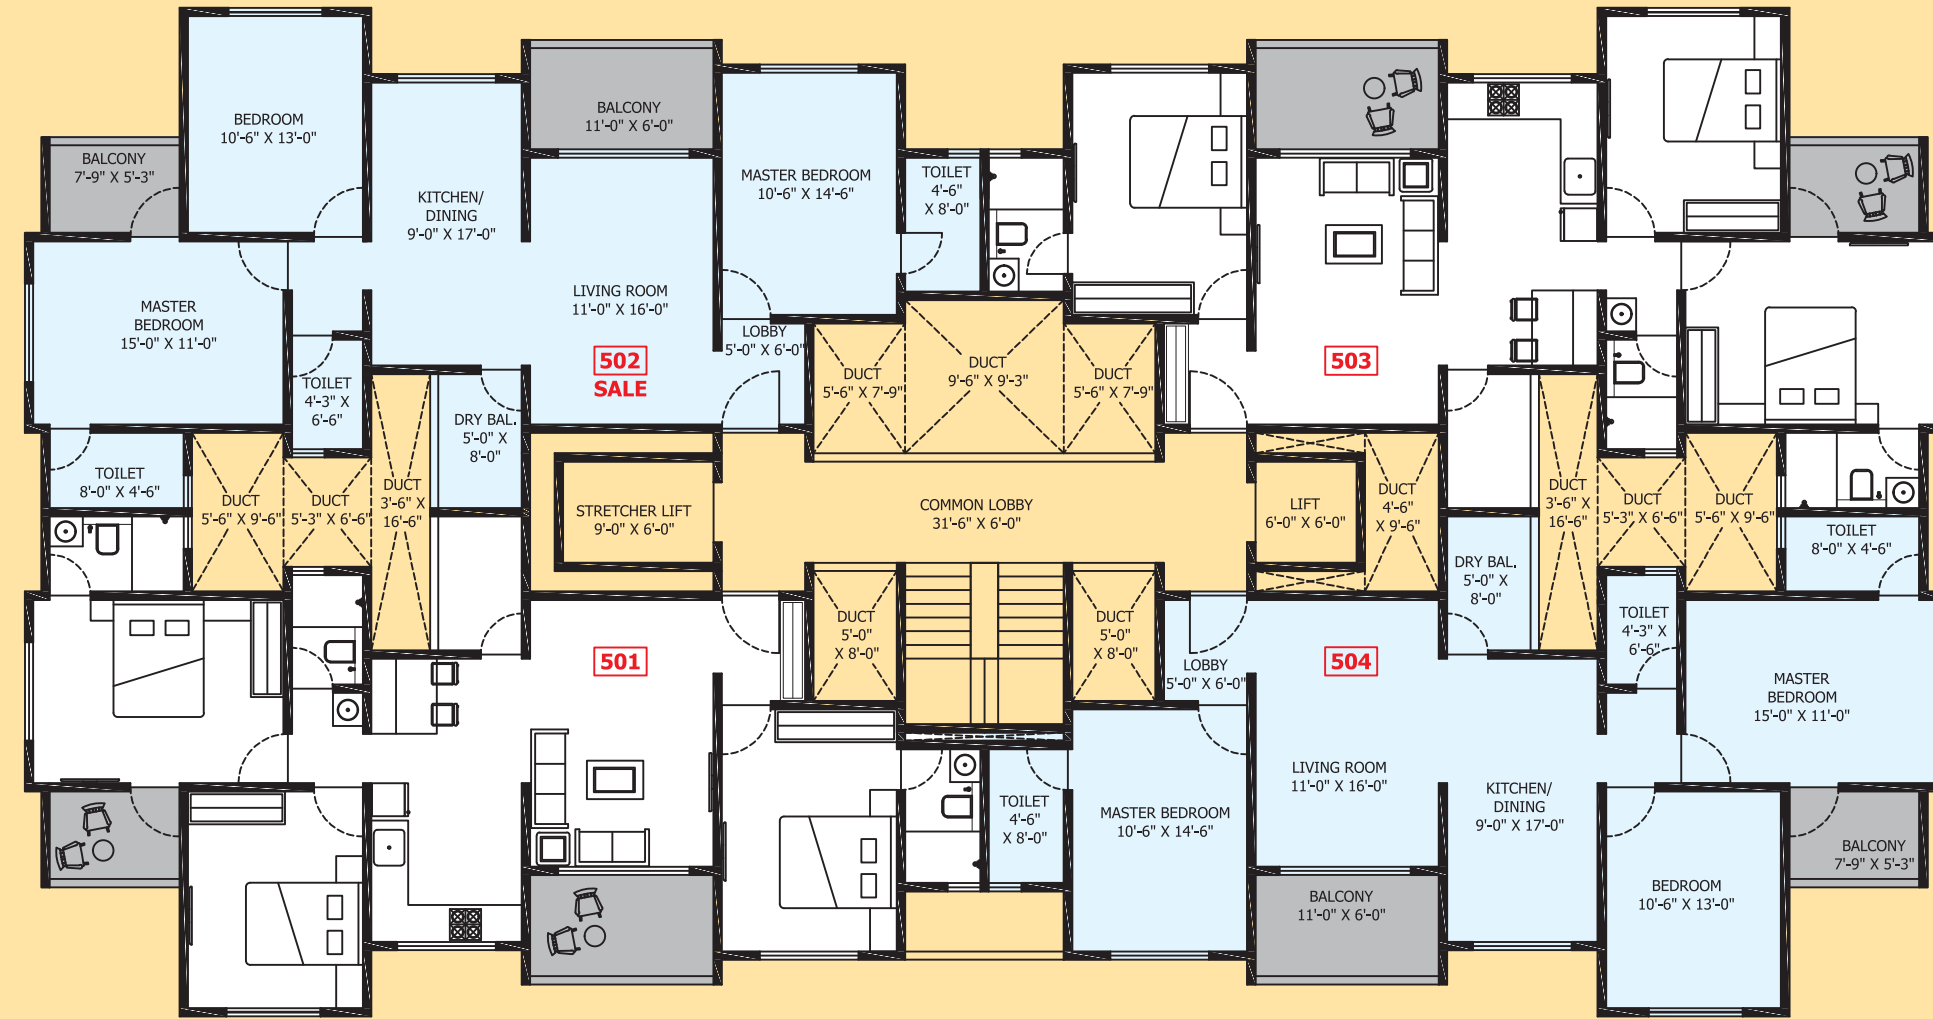 BEDROOM
10'-6" X 13'-0"
BALCONY
11'-0" X 6'-0"
BALCONY
7'-9" X 5'-3"
KITCHEN/
DINING
9'-0" X 17'-0"
MASTER BEDROOM
10'-6" X 14'-6"
TOILET
4'-6"
X 8'-0"
MASTER
BEDROOM
15'-0" X 11'-0"
LIVING ROOM
11'-0" X 16'-0"
502
SALE
LOBBY
5'-0" X 6'-0"
DUCT
5'-6" X 7'-9"
DUCT
9'-6" X 9'-3"
DUCT
5'-6" X 7'-9"
503
TOILET
4'-3" X
6'-6"
DRY BAL.
5'-0" X
8'-0"
TOILET
8'-0" X 4'-6"
DUCT
5'-6" X 9'-6"
DUCT
5'-3" X 6'-6"
DUCT
3'-6" X
16'-6"
STRETCHER LIFT
9'-0" X 6'-0"
COMMON LOBBY
31'-6" X 6'-0"
LIFT
6'-0" X 6'-0"
DUCT
4'-6"
X 9'-6"
DUCT
3'-6" X
16'-6"
DUCT
5'-3" X 6'-6"
DUCT
5'-6" X 9'-6"
TOILET
8'-0" X 4'-6"
DRY BAL.
5'-0" X
8'-0"
501
DUCT
5'-0"
X 8'-0"
DUCT
5'-0"
X 8'-0"
LOBBY
5'-0" X 6'-0"
504
TOILET
4'-3" X
6'-6"
MASTER
BEDROOM
15'-0" X 11'-0"
LIVING ROOM
11'-0" X 16'-0"
KITCHEN/
DINING
9'-0" X 17'-0"
TOILET
4'-6"
X 8'-0"
MASTER BEDROOM
10'-6" X 14'-6"
BALCONY
7'-9" X 5'-3"
BALCONY
11'-0" X 6'-0"
BEDROOM
10'-6" X 13'-0"